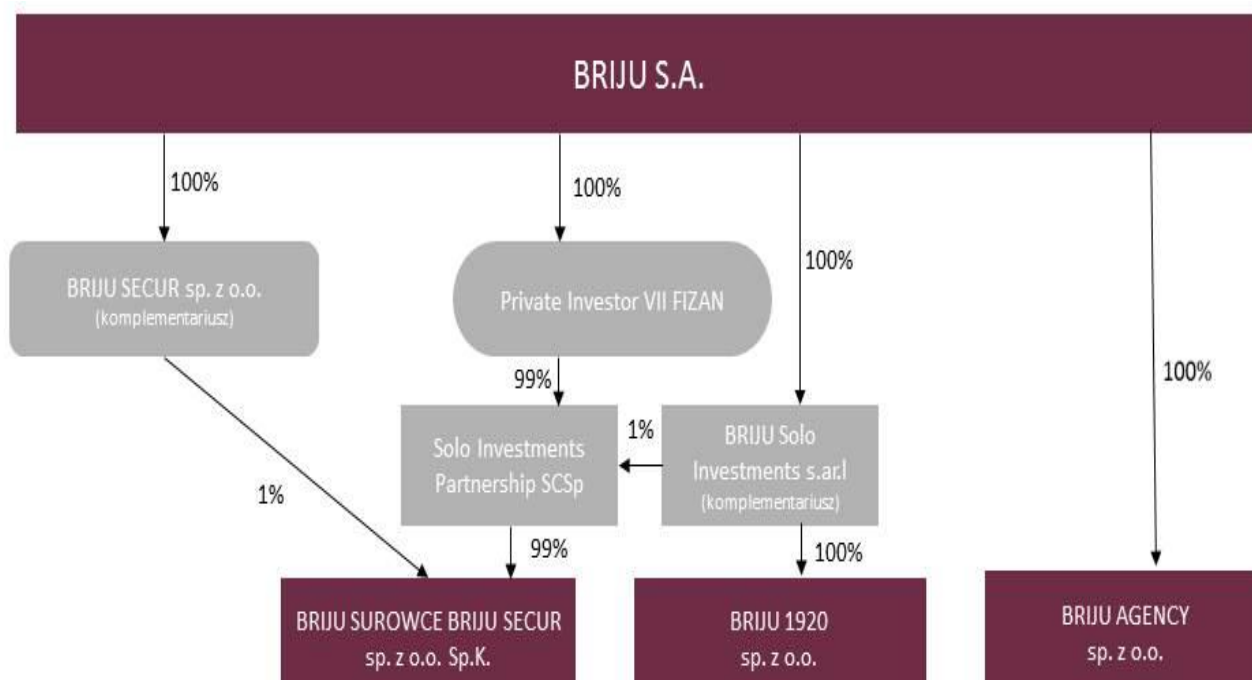 BRIJU S.A.
100%
100%
100%
100%
BRIJU SECUR sp. z o.o.
(komplementariusz)
Private Investor VII FIZAN
99%
1%
Solo Investments
Partnership SCSp
1%
BRIJU Solo
Investments s.ar.l
(komplementariusz)
99%
100%
BRIJU SUROWCE BRIJU SECUR
sp. z o.o. Sp.K.
BRIJU 1920
sp. z o.o.
BRIJU AGENCY
sp. z o.o.